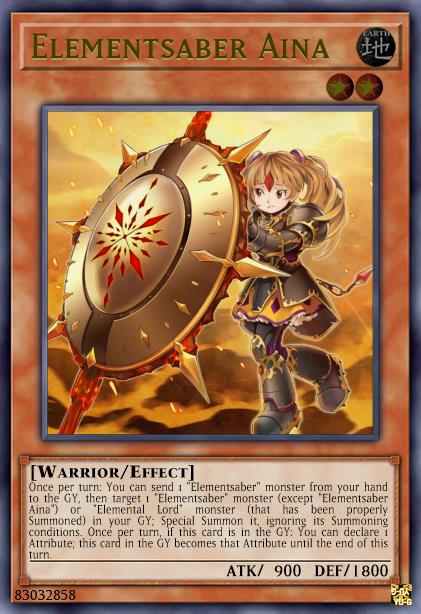 Elementsaber Aina
EARTH
地
[Warrior/Effect]
Once per turn: You can send 1 "Elementsaber" monster from your hand
to the GY, then target 1 "Elementsaber" monster (except "Elementsaber
Aina") or "Elemental Lord" monster (that has been properly
Summoned) in your GY; Special Summon it, ignoring its Summoning
conditions. Once per turn, if this card is in the GY: You can declare 1
Attribute; this card in the GY becomes that Attribute until the end of this
turn.
ATK/ 900 DEF/1800
83032858